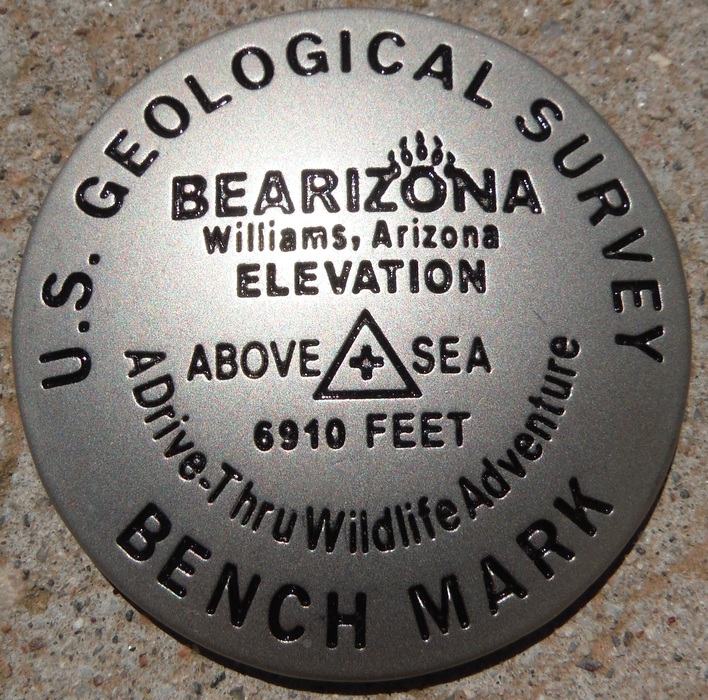 U.S. GEOLOGICAL SURVEY
BEARIZONA
Williams, Arizona
ELEVATION
ABOVE SEA
6910 FEET
A Drive-Thru Wildlife Adventure
BENCH MARK